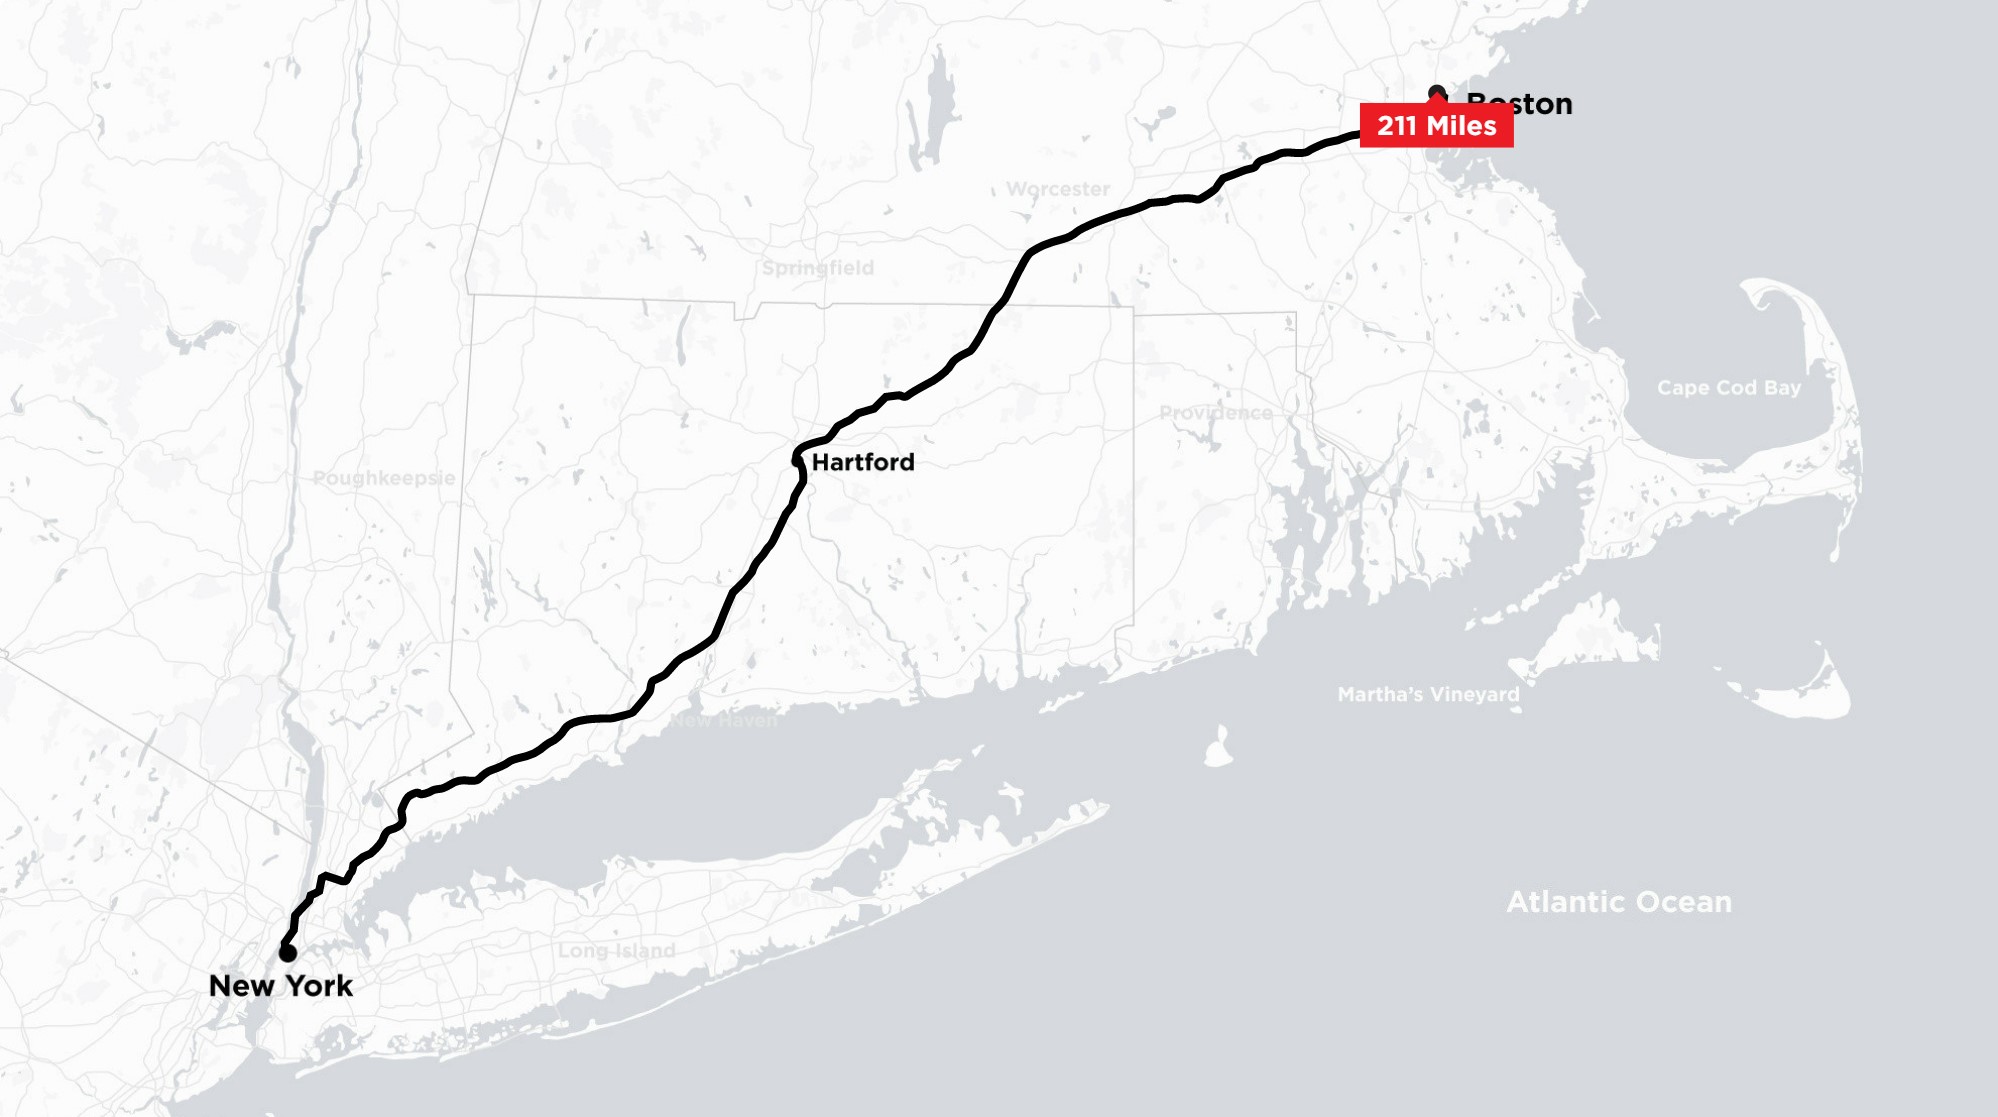 Boston
211 Miles
Worcester
Springfield
Cape Cod Bay
Providence
Hartford
Poughkeepsie
Martha's Vineyard
New Haven
Atlantic Ocean
Long Island
New York